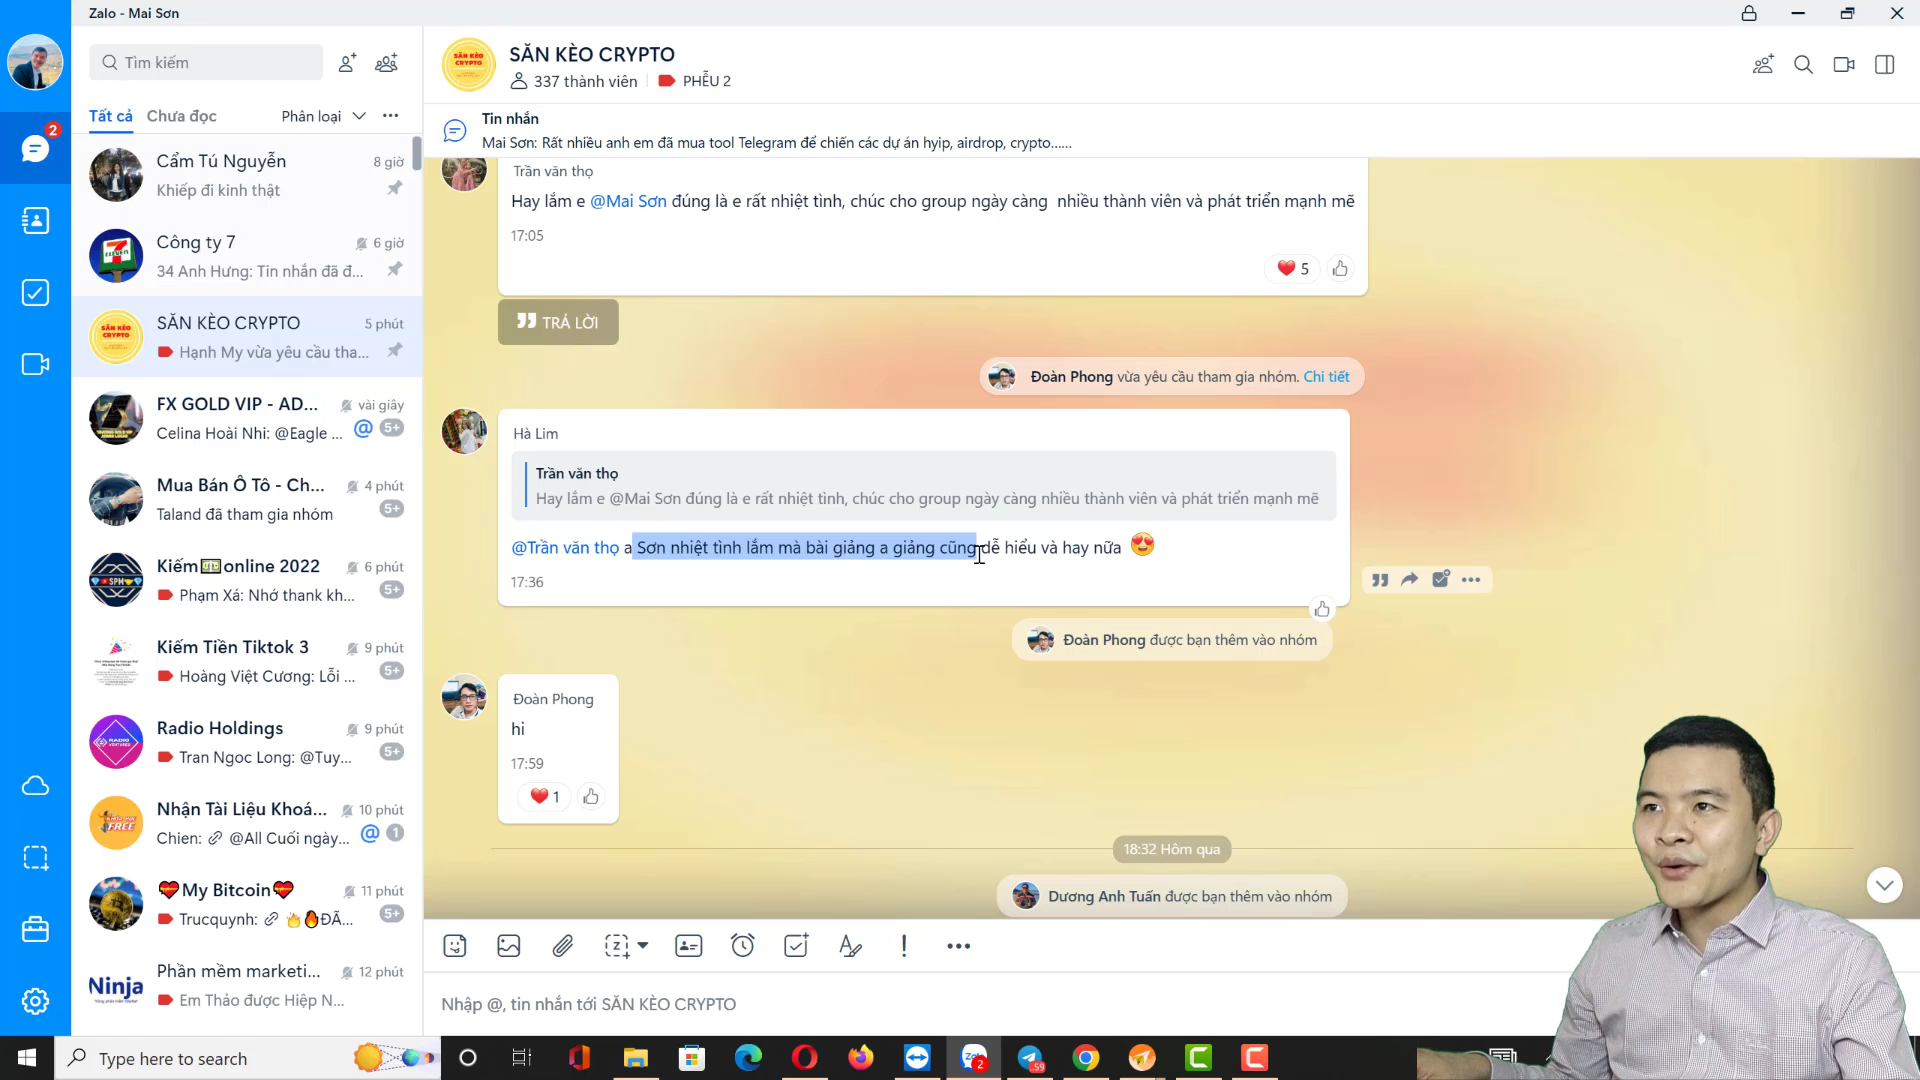 Zalo - Mai Sơn
Tìm kiếm
Tất cả
Chưa đọc
Phân loại
2
Cẩm Tú Nguyễn
8 giờ
Khiếp đi kinh thật
Công ty 7
6 giờ
34 Anh Hưng: Tin nhắn đã đ...
SĂN KÈO CRYPTO
5 phút
Hạnh My vừa yêu cầu tha...
FX GOLD VIP - AD...
vài giây
Celina Hoài Nhi: @Eagle ...
@ 5+
Mua Bán Ô Tô - Ch...
4 phút
Taland đã tham gia nhóm
5+
Kiếm💵online 2022
6 phút
Phạm Xá: Nhớ thank kh...
5+
Kiếm Tiền Tiktok 3
9 phút
Hoàng Việt Cương: Lỗi ...
5+
Radio Holdings
9 phút
Tran Ngoc Long: @Tuy...
5+
Nhận Tài Liệu Khoá...
10 phút
Chien: @All Cuối ngày...
@ 1
My Bitcoin
11 phút
Trucquynh: ĐÃ...
5+
Phần mềm marketi...
12 phút
Em Thảo được Hiệp N...
SĂN KÈO CRYPTO
SĂN KÈO CRYPTO
337 thành viên
PHỄU 2
Tin nhắn
Mai Sơn: Rất nhiều anh em đã mua tool Telegram để chiến các dự án hyip, airdrop, crypto......
Trần văn thọ
Hay lắm e @Mai Sơn đúng là e rất nhiệt tình, chúc cho group ngày càng nhiều thành viên và phát triển mạnh mẽ
17:05
5
TRẢ LỜI
Đoàn Phong vừa yêu cầu tham gia nhóm. Chi tiết
Hà Lim
Trần văn thọ
Hay lắm e @Mai Sơn đúng là e rất nhiệt tình, chúc cho group ngày càng nhiều thành viên và phát triển mạnh mẽ
@Trần văn thọ a Sơn nhiệt tình lắm mà bài giảng a giảng cũng dễ hiểu và hay nữa
17:36
Đoàn Phong được bạn thêm vào nhóm
Đoàn Phong
hi
17:59
1
18:32 Hôm qua
Dương Anh Tuấn được bạn thêm vào nhóm
Nhập @, tin nhắn tới SĂN KÈO CRYPTO
Type here to search
Zalo
2
59
SĂN KÈO
CRYPTO
ELEVEN
SPM
RADIO
Ninja